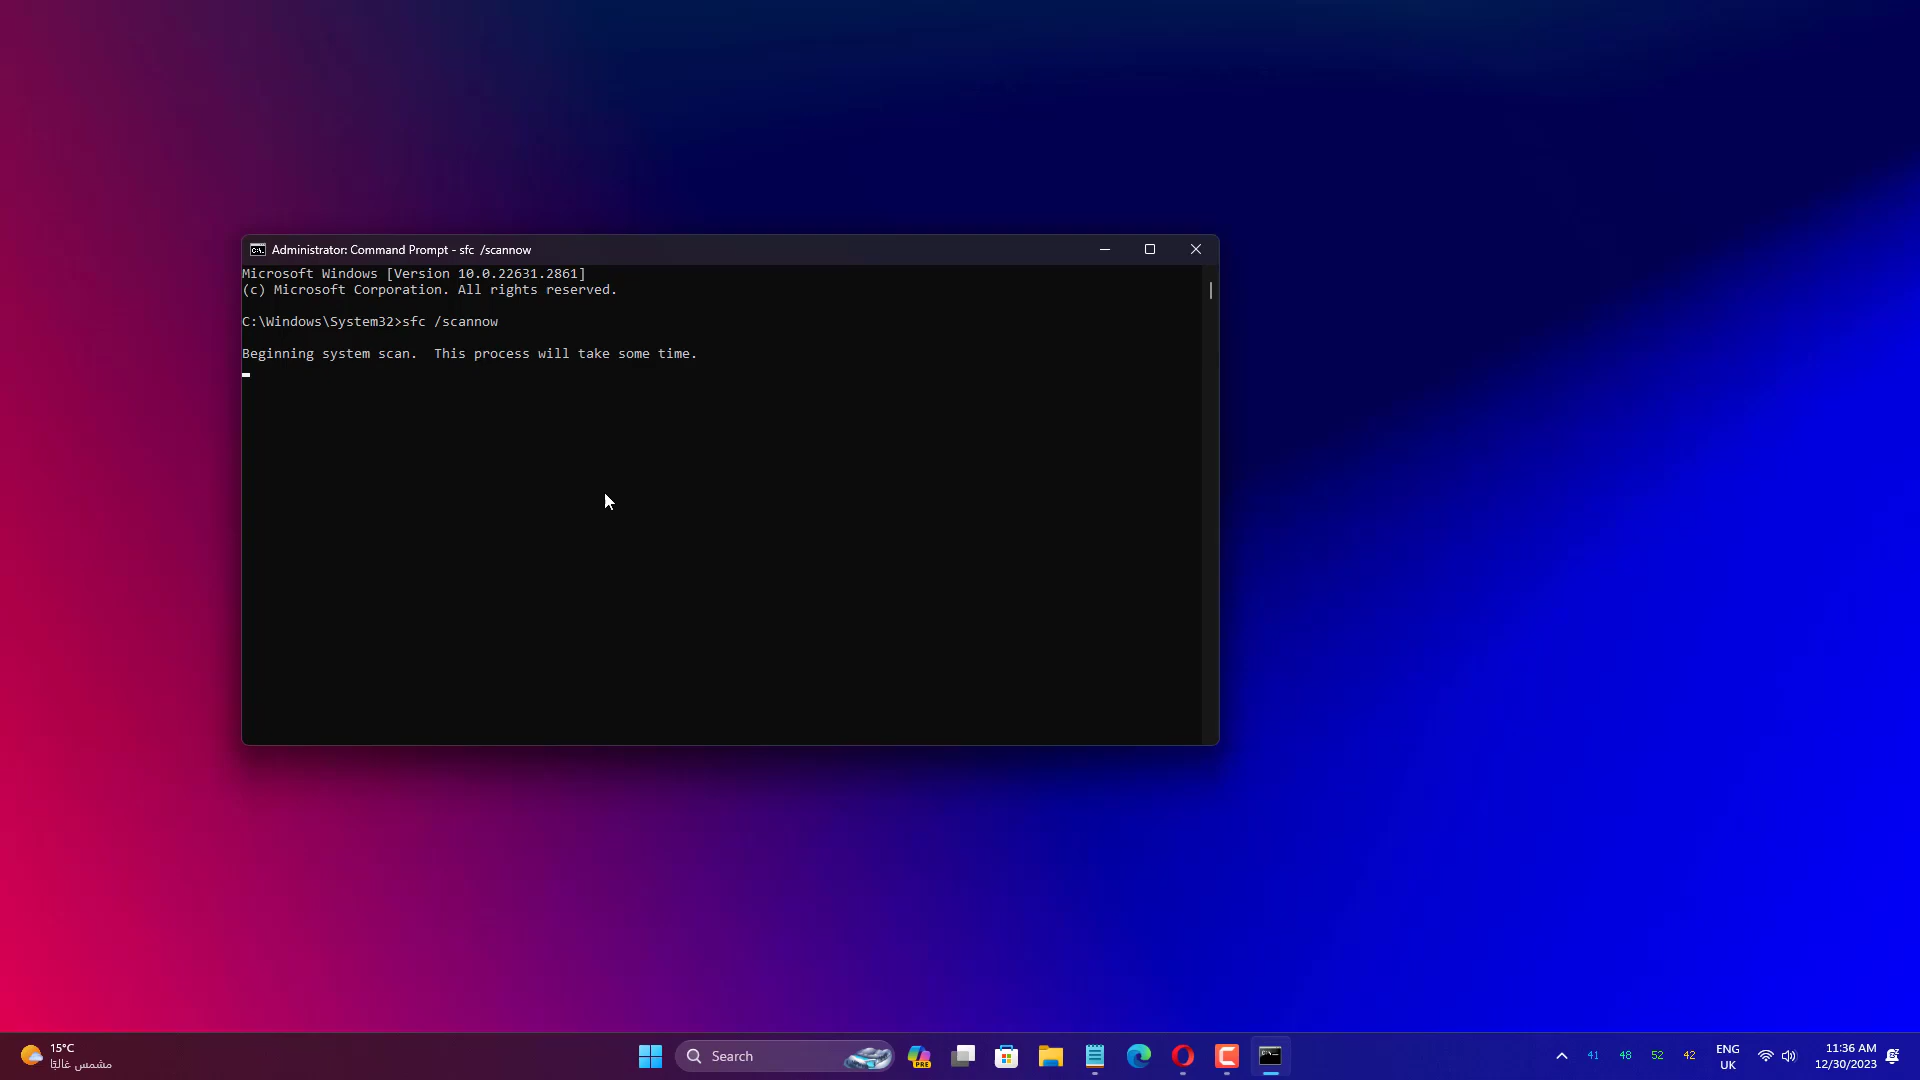 Administrator: Command Prompt - sfc  /scannow
Microsoft Windows [Version 10.0.22631.2861]
(c) Microsoft Corporation. All rights reserved.
C:\Windows\System32>sfc /scannow
Beginning system scan.  This process will take some time.
15°C
مشمس غالبًا
Search
PRE
41 48 52 42
ENG
UK
11:36 AM
12/30/2023